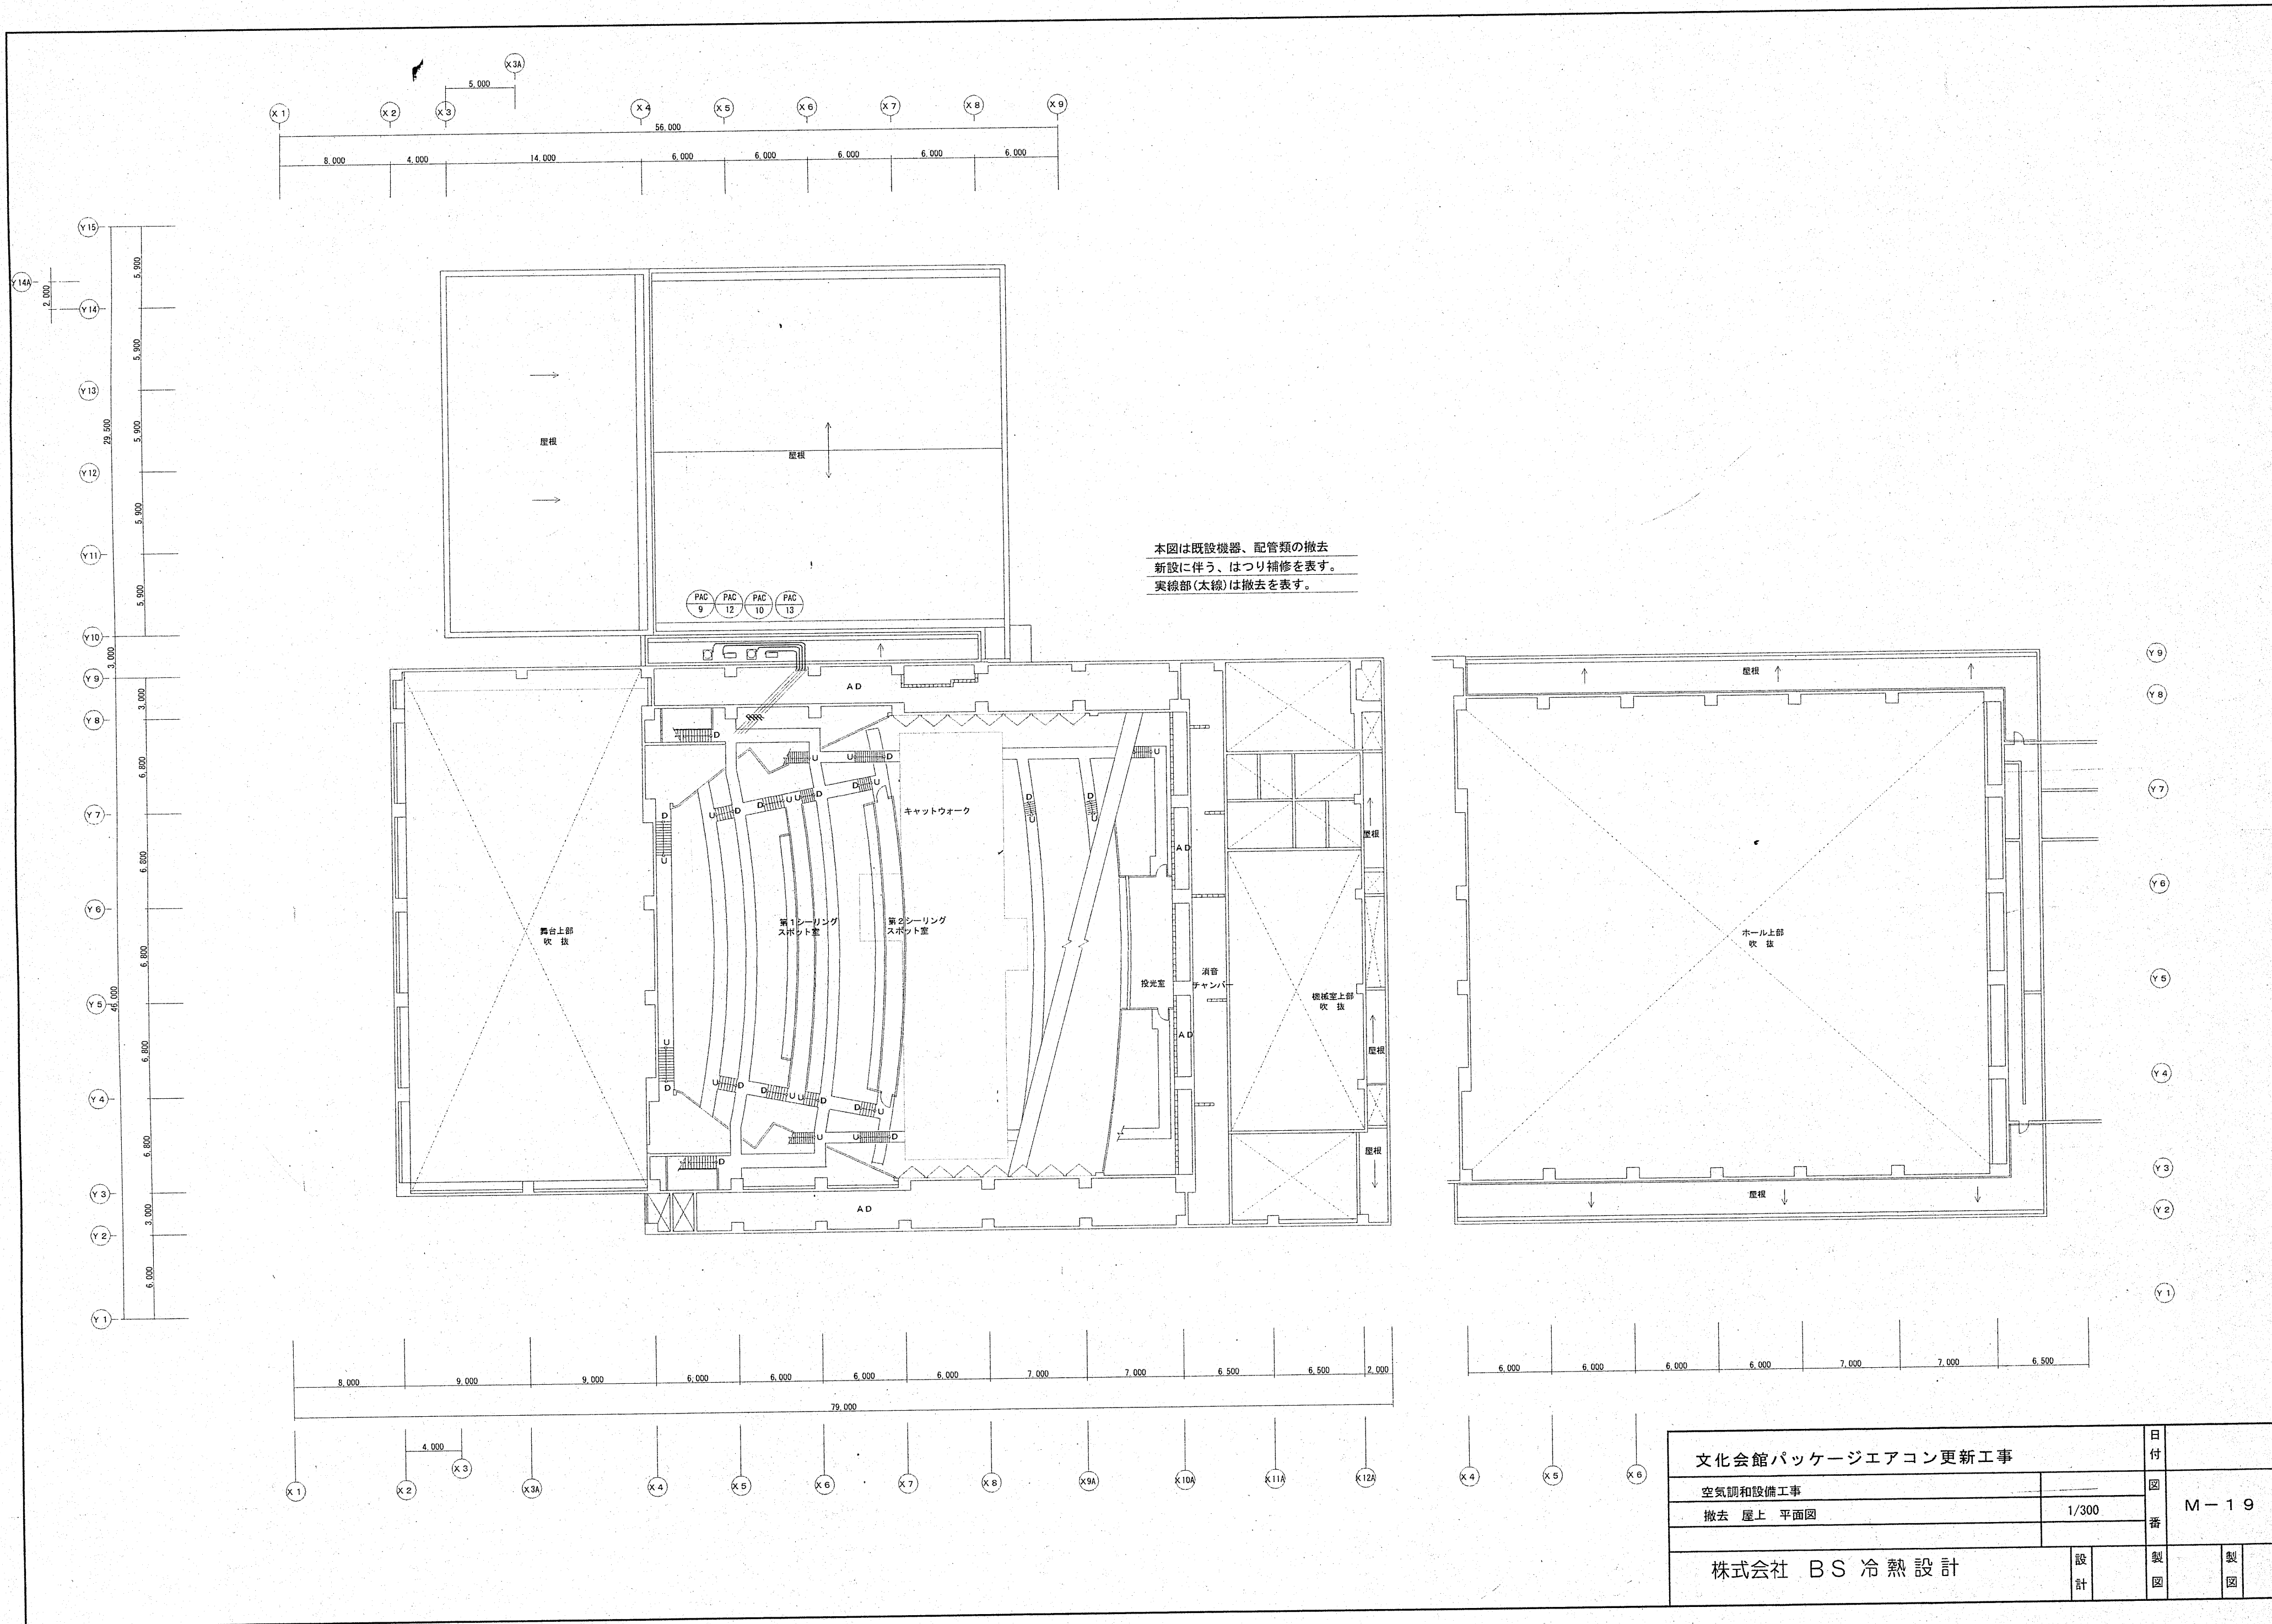 X3A
5,000
X1
X2
X3
X4
X5
X6
X7
X8
X9
56,000
8,000
4,000
14,000
6,000
6,000
6,000
6,000
6,000
Y15
Y14A
Y14
Y13
Y12
Y11
Y10
Y9
Y8
Y7
Y6
Y5
Y4
Y3
Y2
Y1
2,000
5,900
5,900
29,500
5,900
5,900
5,900
3,000
3,000
6,800
6,800
6,800
46,000
6,800
6,800
3,000
6,000
屋根
屋根
PAC
9
PAC
12
PAC
10
PAC
13
本図は既設機器、配管類の撤去
新設に伴う、はつり補修を表す。
実線部(太線)は撤去を表す。
AD
D
U
U
D
U
D
U
D
D
U
U
D
D
U
D
U
D
U
D
キャットウォーク
AD
屋根
D
U
第1シーリング
スポット室
第2シーリング
スポット室
舞台上部
吹 抜
投光室
消音
チャンバー
機械室上部
吹 抜
U
D
AD
屋根
U
D
D
U
U
D
D
U
U
U
D
D
屋根
AD
屋根
ホール上部
吹 抜
屋根
Y9
Y8
Y7
Y6
Y5
Y4
Y3
Y2
Y1
8,000
9,000
9,000
6,000
6,000
6,000
6,000
7,000
7,000
6 500
6,500
2,000
79,000
4,000
X1
X2
X3
X3A
X4
X5
X6
X7
X8
X9A
X10A
X11A
X12A
6,000
6,000
6,000
6,000
7,000
7,000
6,500
X4
X5
X6
文化会館パッケージエアコン更新工事
日付
空気調和設備工事
図番
M－19
撤去 屋上 平面図
1/300
株式会社 BS冷熱設計
設計
製図
製図